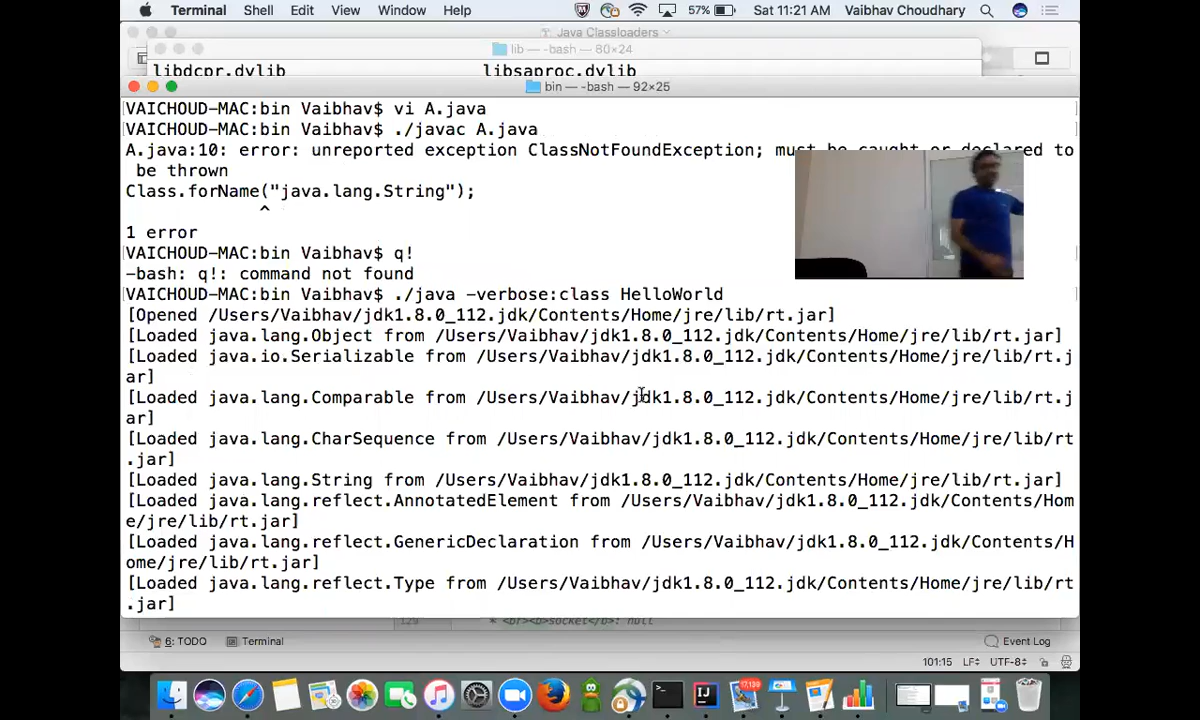 Terminal Shell Edit View Window Help 57% Sat 11:21 AM Vaibhav Choudhary
Java Classloaders
lib — -bash — 80×24
libdcpr.dylib libsaproc.dylib
bin — -bash — 92×25
VAICHOUD-MAC:bin Vaibhav$ vi A.java
VAICHOUD-MAC:bin Vaibhav$ ./javac A.java
A.java:10: error: unreported exception ClassNotFoundException; must be caught or declared to
be thrown
Class.forName("java.lang.String");
^
1 error
VAICHOUD-MAC:bin Vaibhav$ q!
-bash: q!: command not found
VAICHOUD-MAC:bin Vaibhav$ ./java -verbose:class HelloWorld
[Opened /Users/Vaibhav/jdk1.8.0_112.jdk/Contents/Home/jre/lib/rt.jar]
[Loaded java.lang.Object from /Users/Vaibhav/jdk1.8.0_112.jdk/Contents/Home/jre/lib/rt.jar]
[Loaded java.io.Serializable from /Users/Vaibhav/jdk1.8.0_112.jdk/Contents/Home/jre/lib/rt.j
ar]
[Loaded java.lang.Comparable from /Users/Vaibhav/jdk1.8.0_112.jdk/Contents/Home/jre/lib/rt.j
ar]
[Loaded java.lang.CharSequence from /Users/Vaibhav/jdk1.8.0_112.jdk/Contents/Home/jre/lib/rt
.jar]
[Loaded java.lang.String from /Users/Vaibhav/jdk1.8.0_112.jdk/Contents/Home/jre/lib/rt.jar]
[Loaded java.lang.reflect.AnnotatedElement from /Users/Vaibhav/jdk1.8.0_112.jdk/Contents/Hom
e/jre/lib/rt.jar]
[Loaded java.lang.reflect.GenericDeclaration from /Users/Vaibhav/jdk1.8.0_112.jdk/Contents/H
ome/jre/lib/rt.jar]
[Loaded java.lang.reflect.Type from /Users/Vaibhav/jdk1.8.0_112.jdk/Contents/Home/jre/lib/rt
.jar]
129 * <br><b>socket</b>: null
6: TODO Terminal Event Log
101:15 LF÷ UTF-8÷
17,139